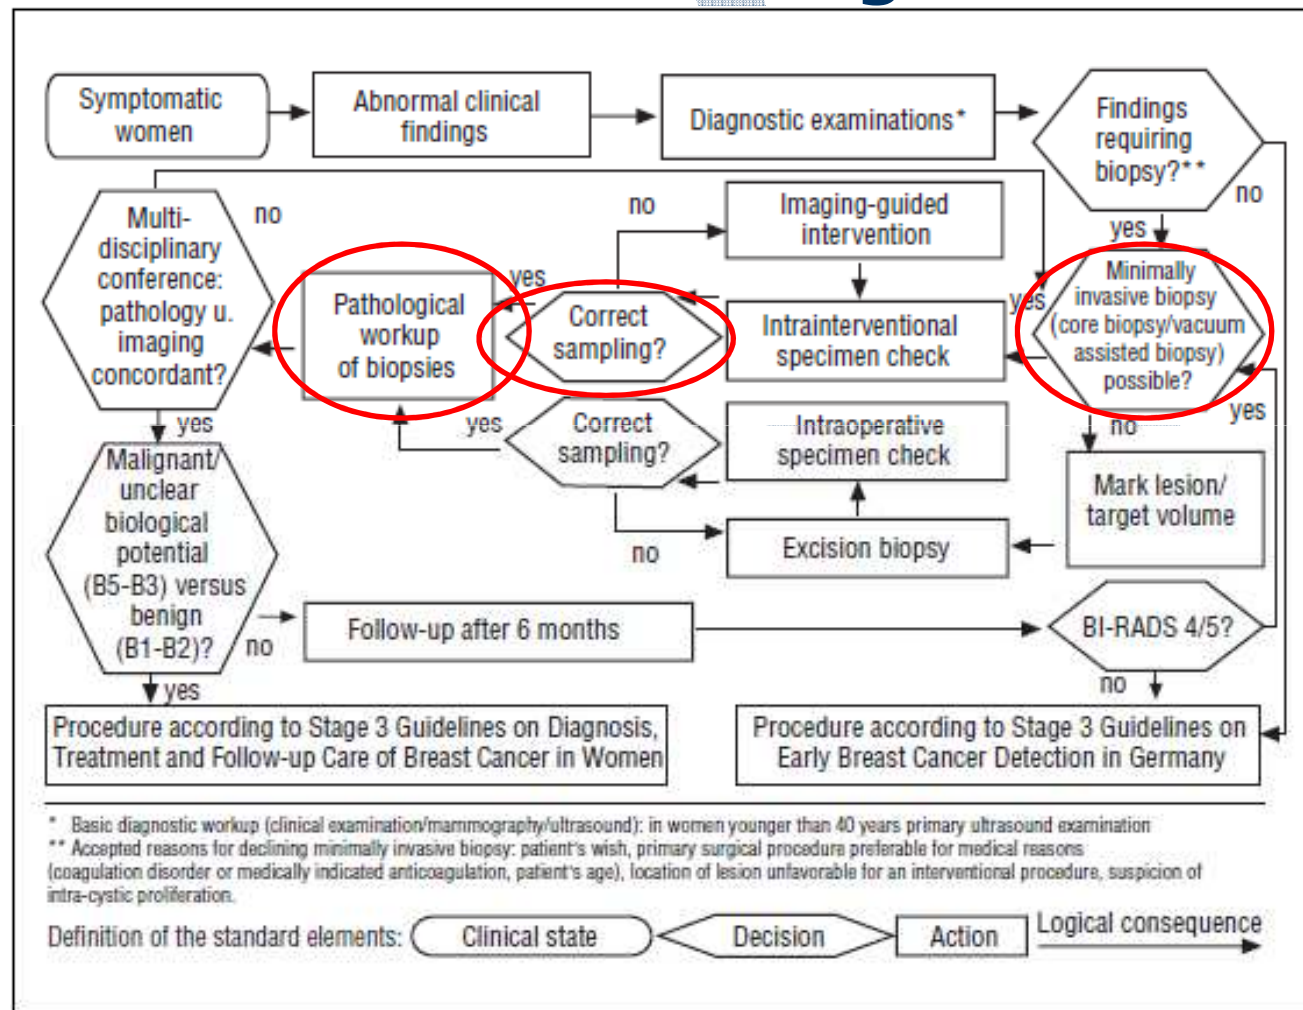 Symptomatic
women
Abnormal clinical
findings
Diagnostic examinations*
Findings
requiring
biopsy?**
no
yes
Multi-
disciplinary
conference:
pathology u.
imaging
concordant?
no
no
Imaging-guided
intervention
Minimally
invasive biopsy
(core biopsy/vacuum
assisted biopsy)
possible?
yes
yes
Pathological
workup
of biopsies
Correct
sampling?
Intrainterventional
specimen check
yes
no
yes
yes
Correct
sampling?
Intraoperative
specimen check
Mark lesion/
target volume
Malignant/
unclear
biological
potential
(B5-B3) versus
benign
(B1-B2)?
no
Excision biopsy
no
Follow-up after 6 months
BI-RADS 4/5?
yes
no
Procedure according to Stage 3 Guidelines on Diagnosis,
Treatment and Follow-up Care of Breast Cancer in Women
Procedure according to Stage 3 Guidelines on
Early Breast Cancer Detection in Germany
* Basic diagnostic workup (clinical examination/mammography/ultrasound): in women younger than 40 years primary ultrasound examination
** Accepted reasons for declining minimally invasive biopsy: patient's wish, primary surgical procedure preferable for medical reasons
(coagulation disorder or medically indicated anticoagulation, patient's age), location of lesion unfavorable for an interventional procedure, suspicion of
intra-cystic proliferation.
Definition of the standard elements:
Clinical state
Decision
Action
Logical consequence